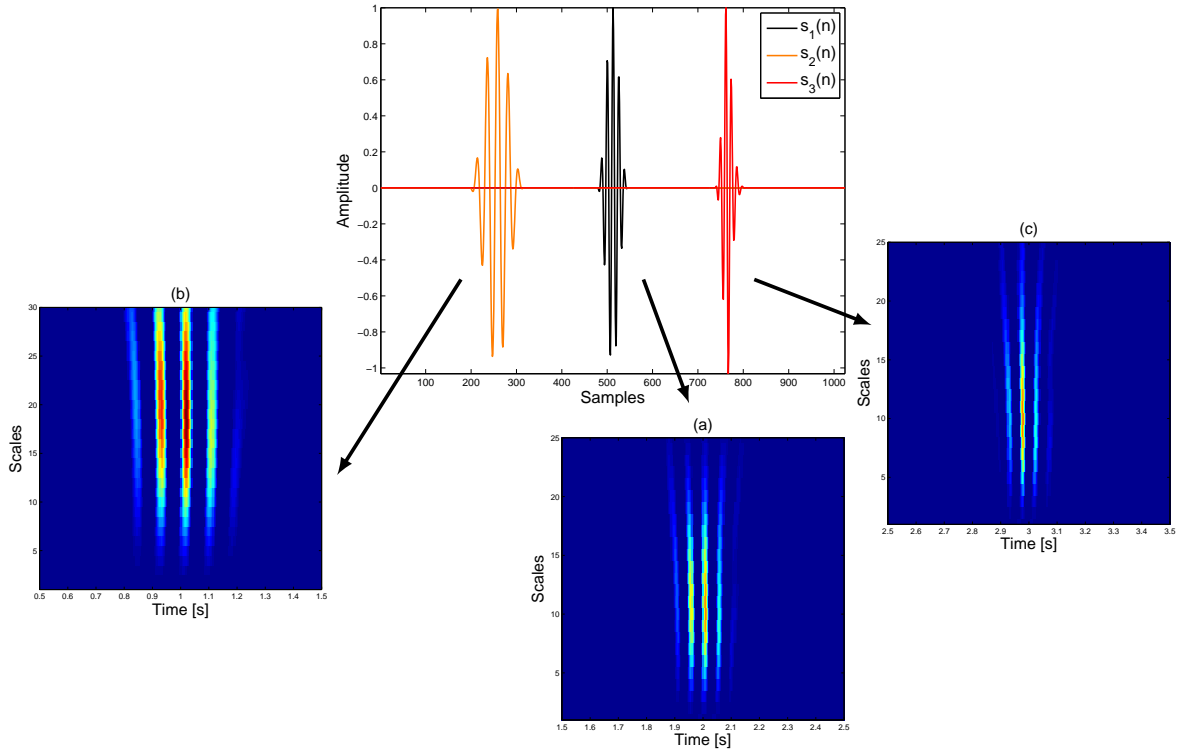 1
0.8
0.6
0.4
0.2
0
−0.2
−0.4
−0.6
−0.8
−1
Amplitude
s_1(n)
s_2(n)
s_3(n)
100 200 300 400 500 600 700 800 900 1000
Samples
(b)
30
25
20
15
10
5
Scales
0.5 0.6 0.7 0.8 0.9 1 1.1 1.2 1.3 1.4 1.5
Time [s]
(a)
25
20
15
10
5
Scales
1.5 1.6 1.7 1.8 1.9 2 2.1 2.2 2.3 2.4 2.5
Time [s]
(c)
25
20
15
10
5
Scales
2.5 2.6 2.7 2.8 2.9 3 3.1 3.2 3.3 3.4 3.5
Time [s]